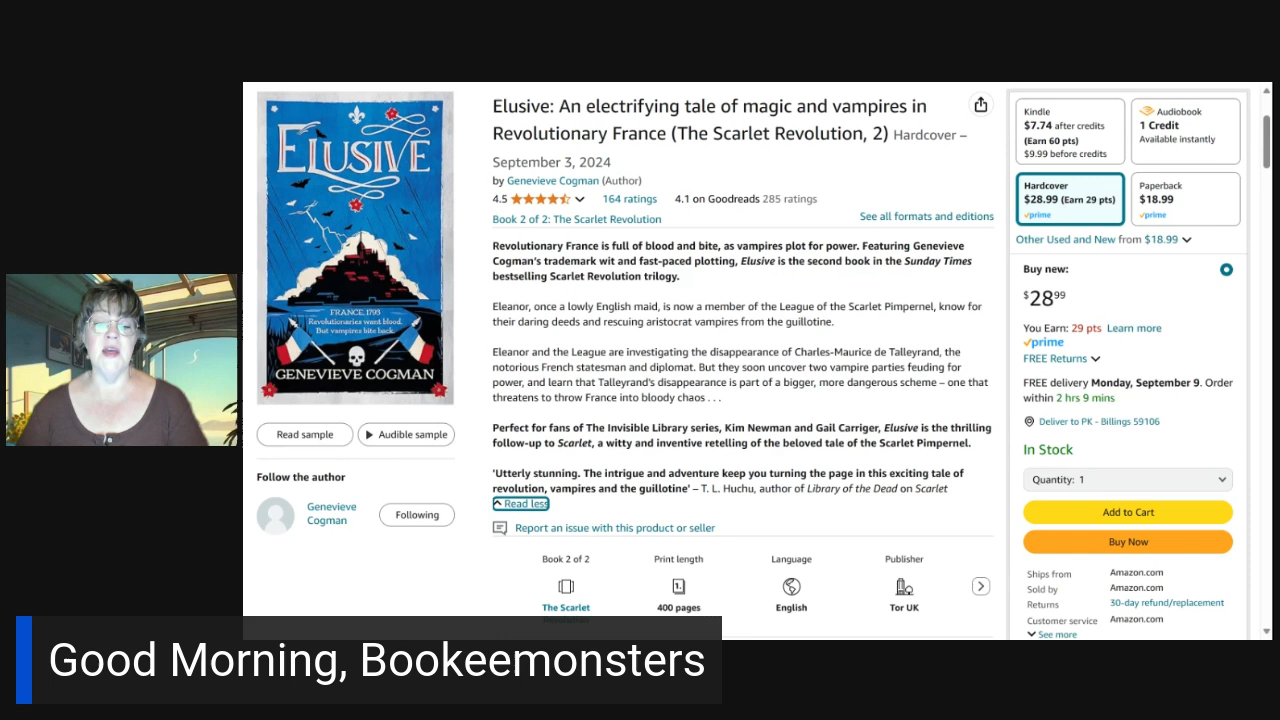 ELUSIVE
FRANCE, 1793
Revolutionaries want blood.
But vampires bite back.
GENEVIEVE COGMAN
Read sample
Audible sample
Follow the author
Genevieve
Cogman
Following
Elusive: An electrifying tale of magic and vampires in
Revolutionary France (The Scarlet Revolution, 2) Hardcover –
September 3, 2024
by Genevieve Cogman (Author)
4.5 164 ratings 4.1 on Goodreads 285 ratings
Book 2 of 2: The Scarlet Revolution See all formats and editions
Revolutionary France is full of blood and bite, as vampires plot for power. Featuring Genevieve
Cogman's trademark wit and fast-paced plotting, Elusive is the second book in the Sunday Times
bestselling Scarlet Revolution trilogy.
Eleanor, once a lowly English maid, is now a member of the League of the Scarlet Pimpernel, know for
their daring deeds and rescuing aristocrat vampires from the guillotine.
Eleanor and the League are investigating the disappearance of Charles-Maurice de Talleyrand, the
notorious French statesman and diplomat. But they soon uncover two vampire parties feuding for
power, and learn that Talleyrand's disappearance is part of a bigger, more dangerous scheme – one that
threatens to throw France into bloody chaos . . .
Perfect for fans of The Invisible Library series, Kim Newman and Gail Carriger, Elusive is the thrilling
follow-up to Scarlet, a witty and inventive retelling of the beloved tale of the Scarlet Pimpernel.
'Utterly stunning. The intrigue and adventure keep you turning the page in this exciting tale of
revolution, vampires and the guillotine' – T. L. Huchu, author of Library of the Dead on Scarlet
Read less
Report an issue with this product or seller
Book 2 of 2 Print length Language Publisher
1.
The Scarlet 400 pages English Tor UK
Revolution
Kindle
$7.74 after credits
(Earn 60 pts)
$9.99 before credits
Audiobook
1 Credit
Available instantly
Hardcover
$28.99 (Earn 29 pts)
prime
Paperback
$18.99
prime
Other Used and New from $18.99
Buy new:
$28.99
You Earn: 29 pts Learn more
prime
FREE Returns
FREE delivery Monday, September 9. Order
within 2 hrs 9 mins
Deliver to PK - Billings 59106
In Stock
Quantity: 1
Add to Cart
Buy Now
Ships from Amazon.com
Sold by Amazon.com
Returns 30-day refund/replacement
Customer service Amazon.com
See more
Good Morning, Bookeemonsters